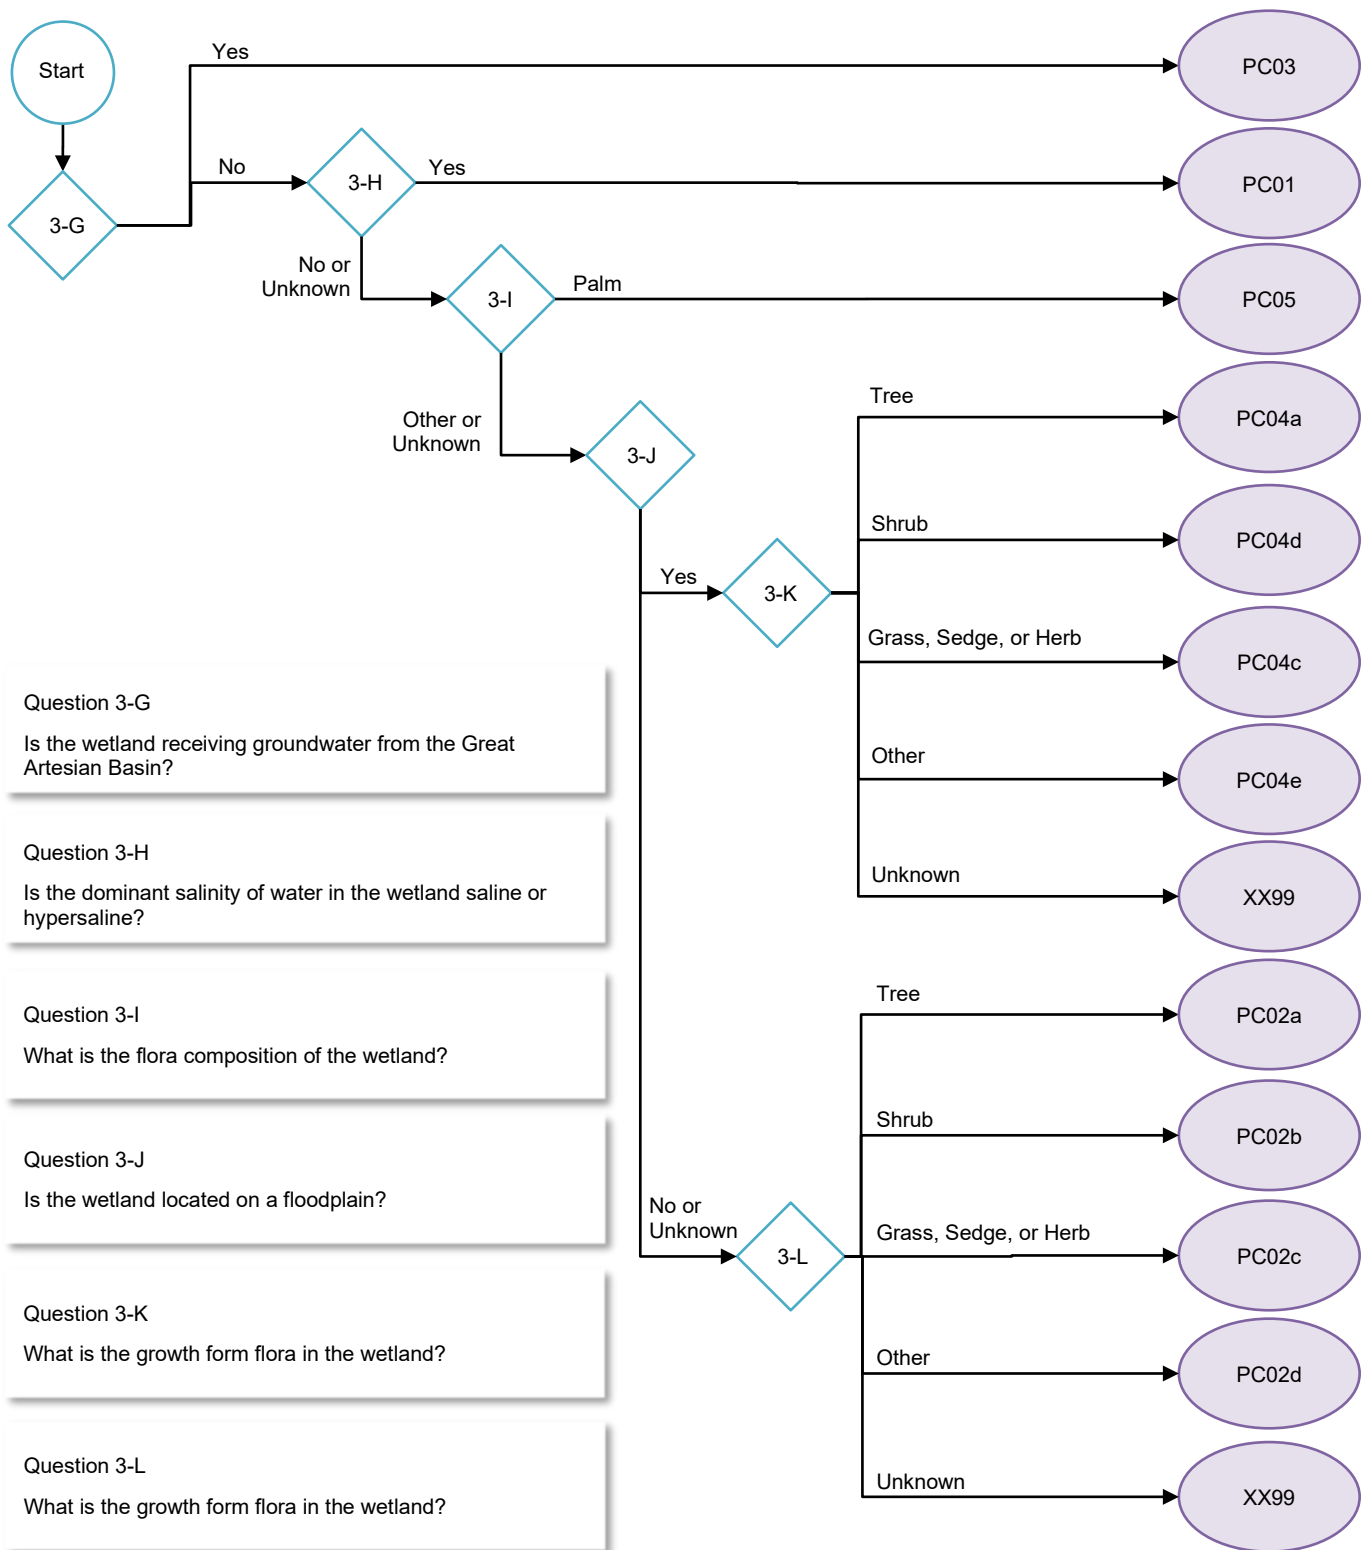 Start
Yes
PC03
3-G
No
3-H
Yes
PC01
No or
Unknown
3-I
Palm
PC05
Other or
Unknown
3-J
Tree
PC04a
Shrub
PC04d
Yes
3-K
Grass, Sedge, or Herb
PC04c
Other
PC04e
Unknown
XX99
Tree
PC02a
Shrub
PC02b
No or
Unknown
3-L
Grass, Sedge, or Herb
PC02c
Other
PC02d
Unknown
XX99
Question 3-G
Is the wetland receiving groundwater from the Great
Artesian Basin?
Question 3-H
Is the dominant salinity of water in the wetland saline or
hypersaline?
Question 3-I
What is the flora composition of the wetland?
Question 3-J
Is the wetland located on a floodplain?
Question 3-K
What is the growth form flora in the wetland?
Question 3-L
What is the growth form flora in the wetland?